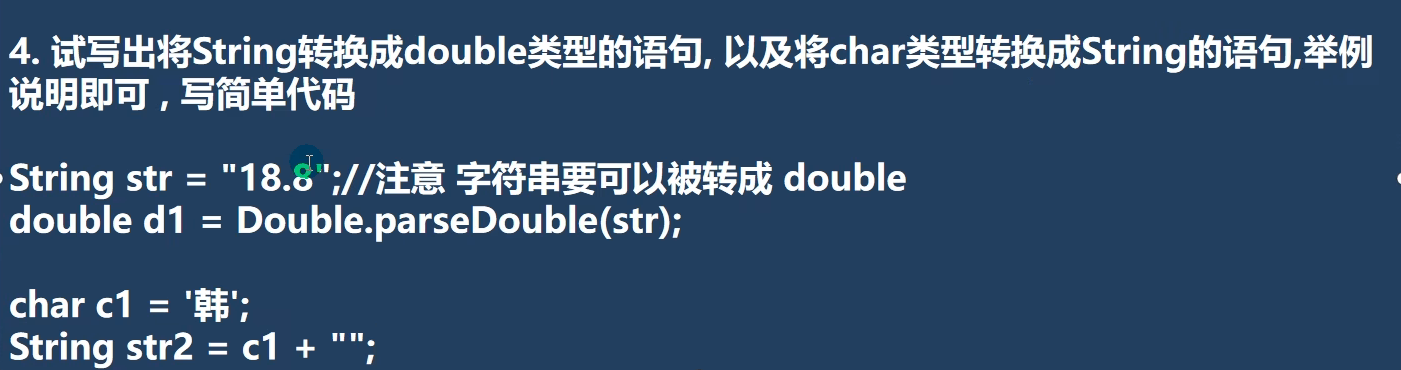 4. 试写出将String转换成double类型的语句, 以及将char类型转换成String的语句,举例
说明即可，写简单代码
String str = "18.8";//注意 字符串要可以被转成 double
double d1 = Double.parseDouble(str);
char c1 = '韩';
String str2 = c1 + "";